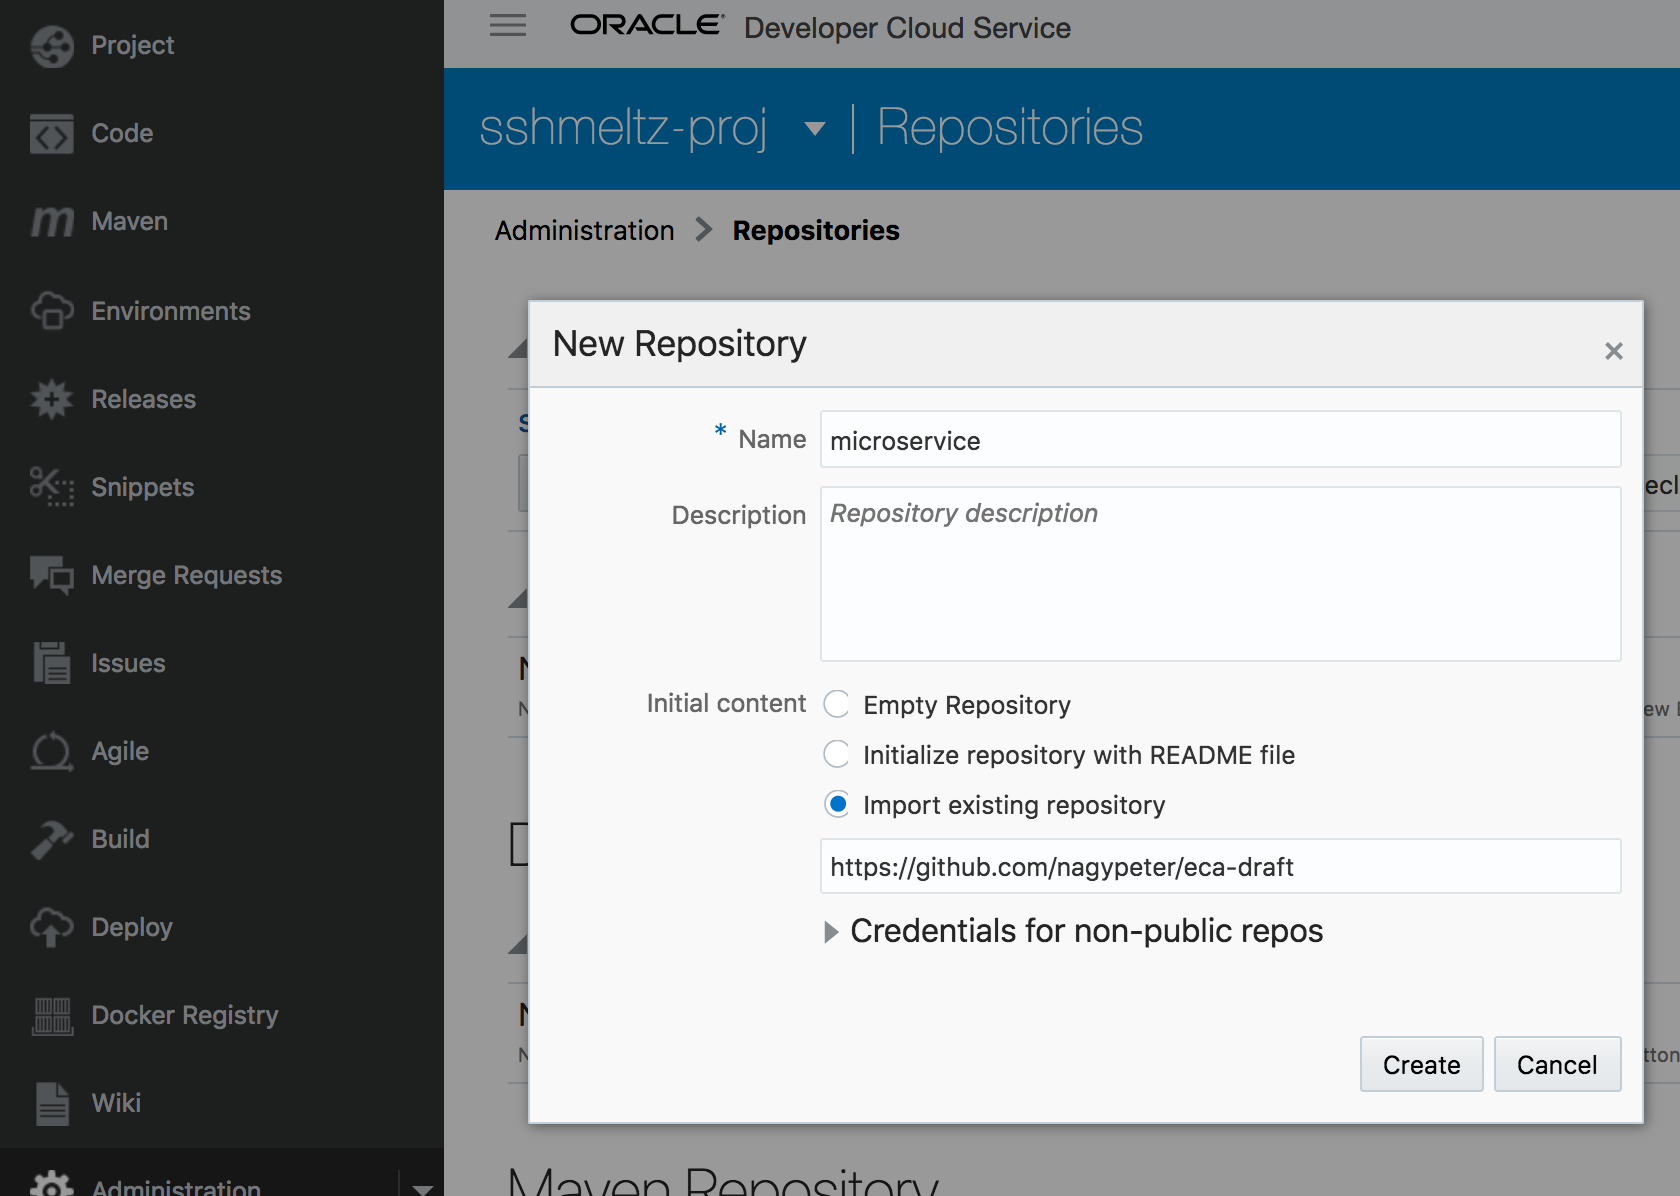 Project
Code
Maven
Environments
Releases
Snippets
Merge Requests
Issues
Agile
Build
Deploy
Docker Registry
Wiki
Administration
ORACLE® Developer Cloud Service
sshmeltz-proj | Repositories
Administration > Repositories
New Repository ×
* Name microservice
Description Repository description
Initial content Empty Repository
Initialize repository with README file
Import existing repository
https://github.com/nagypeter/eca-draft
Credentials for non-public repos
Create Cancel
Maven Repository